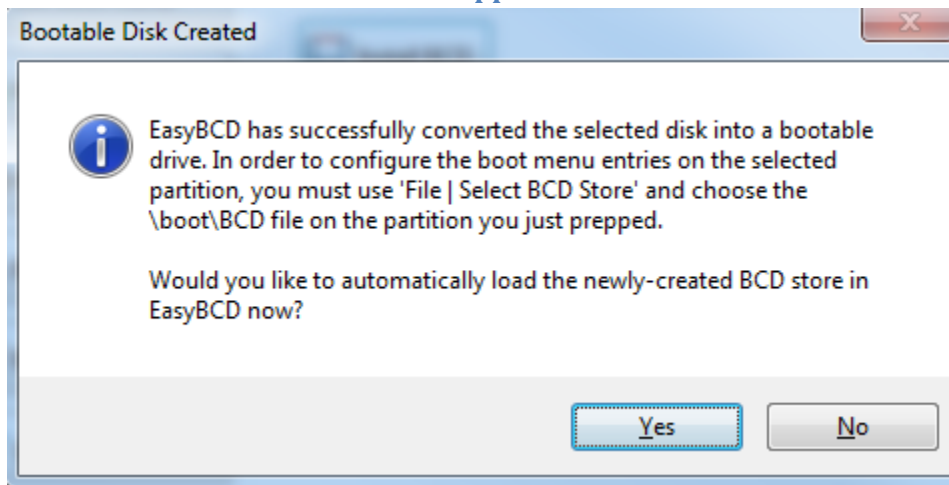 Bootable Disk Created
EasyBCD has successfully converted the selected disk into a bootable
drive. In order to configure the boot menu entries on the selected
partition, you must use 'File | Select BCD Store' and choose the
\boot\BCD file on the partition you just prepped.
Would you like to automatically load the newly-created BCD store in
EasyBCD now?
Yes
No